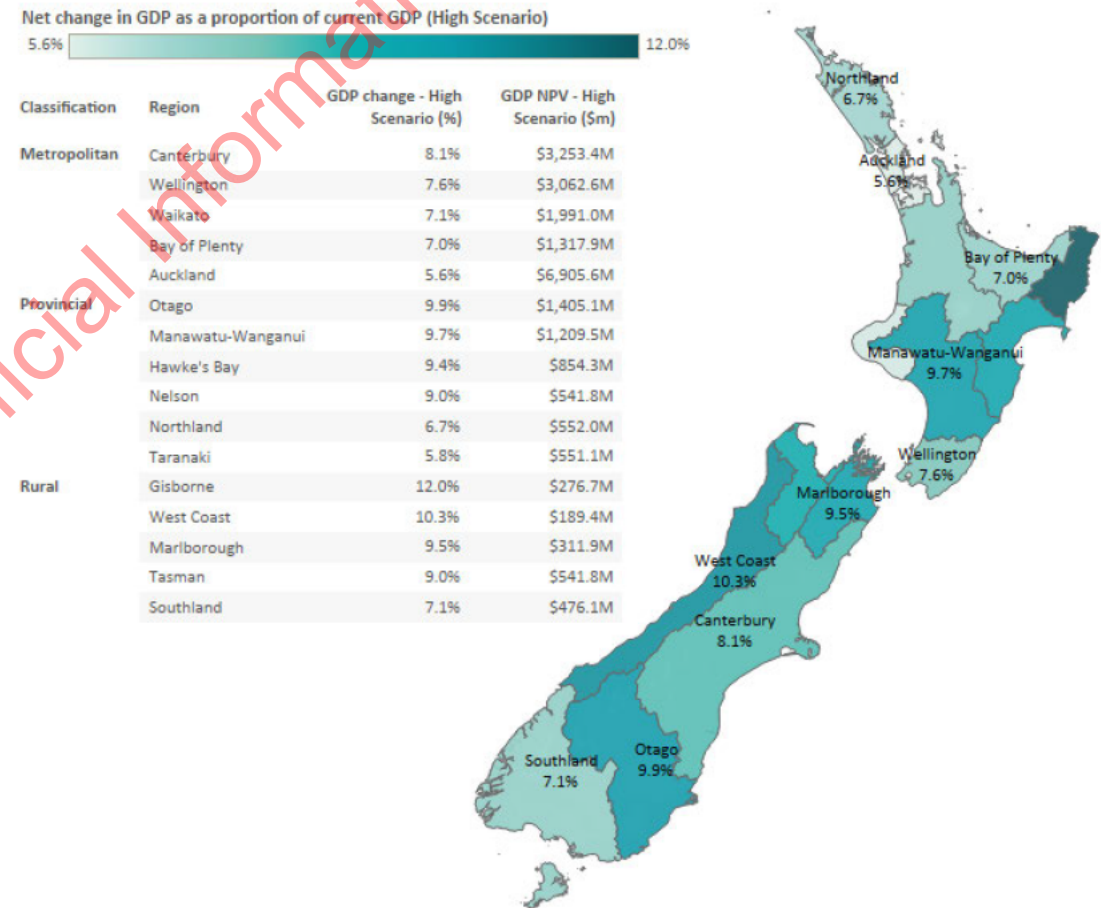 Net change in GDP as a proportion of current GDP (High Scenario)
5.6% 12.0%
Classification Region GDP change - High Scenario (%) GDP NPV - High Scenario ($m)
Metropolitan Canterbury 8.1% $3,253.4M
Wellington 7.6% $3,062.6M
Waikato 7.1% $1,991.0M
Bay of Plenty 7.0% $1,317.9M
Auckland 5.6% $6,905.6M
Provincial Otago 9.9% $1,405.1M
Manawatu-Wanganui 9.7% $1,209.5M
Hawke's Bay 9.4% $854.3M
Nelson 9.0% $541.8M
Northland 6.7% $552.0M
Taranaki 5.8% $551.1M
Rural Gisborne 12.0% $276.7M
West Coast 10.3% $189.4M
Marlborough 9.5% $311.9M
Tasman 9.0% $541.8M
Southland 7.1% $476.1M
Northland
6.7%
Auckland
5.6%
Bay of Plenty
7.0%
Manawatu-Wanganui
9.7%
Wellington
7.6%
Marlborough
9.5%
West Coast
10.3%
Canterbury
8.1%
Otago
9.9%
Southland
7.1%